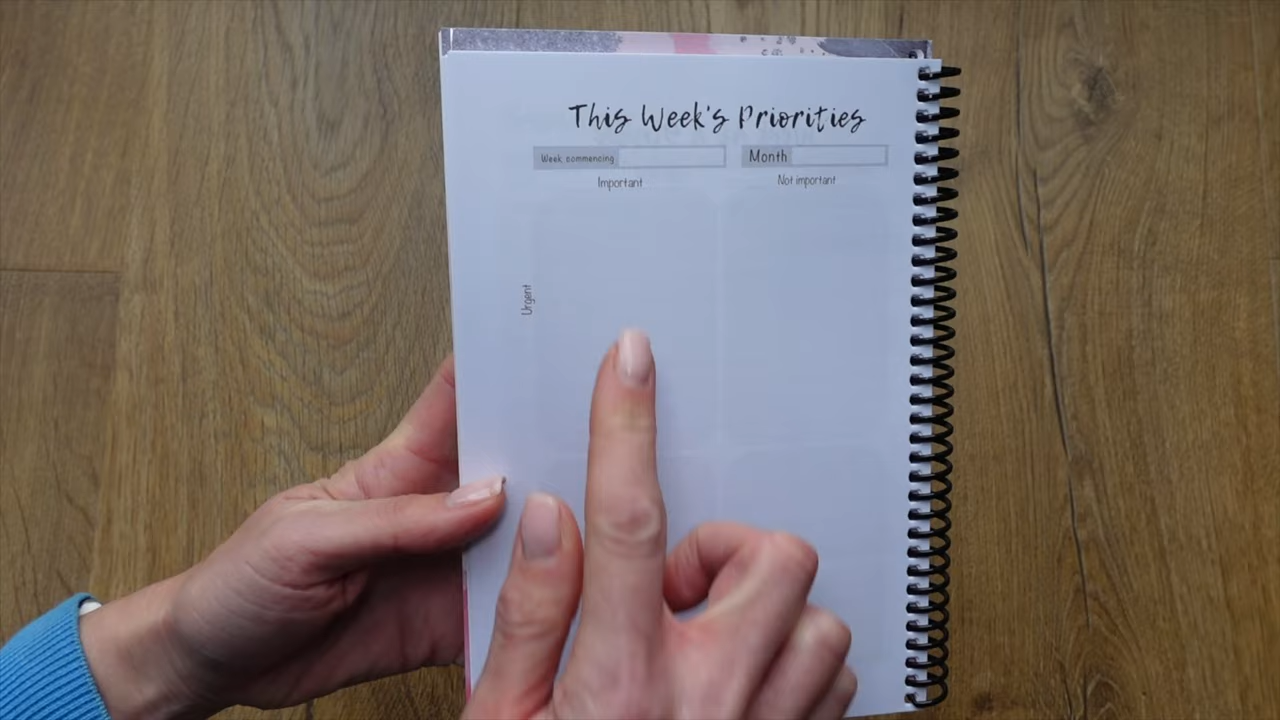 This Week's Priorities
Week commencing
Month
Important
Not important
Urgent